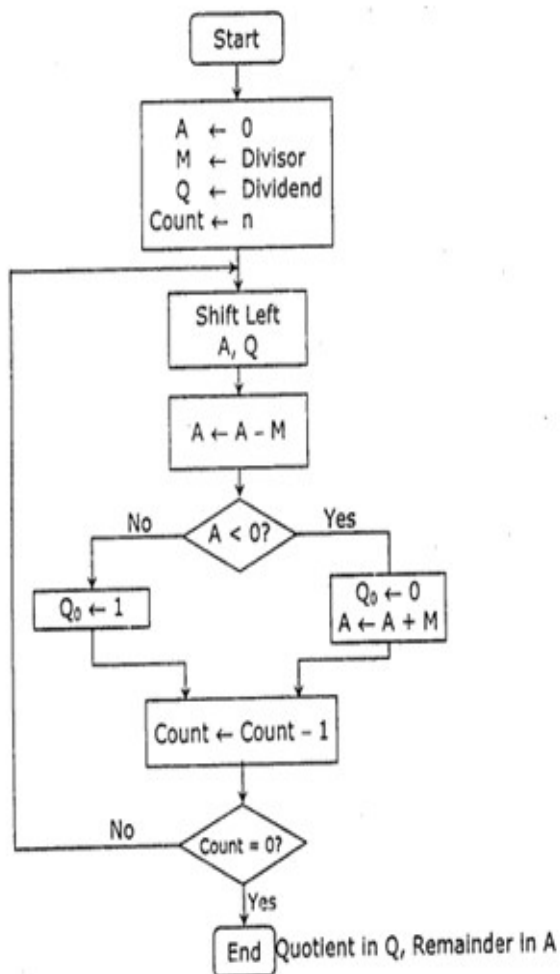 Start
A ← 0
M ← Divisor
Q ← Dividend
Count ← n
Shift Left
A, Q
A ← A – M
A < 0?
No
Yes
Q₀ ← 1
Q₀ ← 0
A ← A + M
Count ← Count – 1
Count = 0?
No
Yes
End
Quotient in Q, Remainder in A